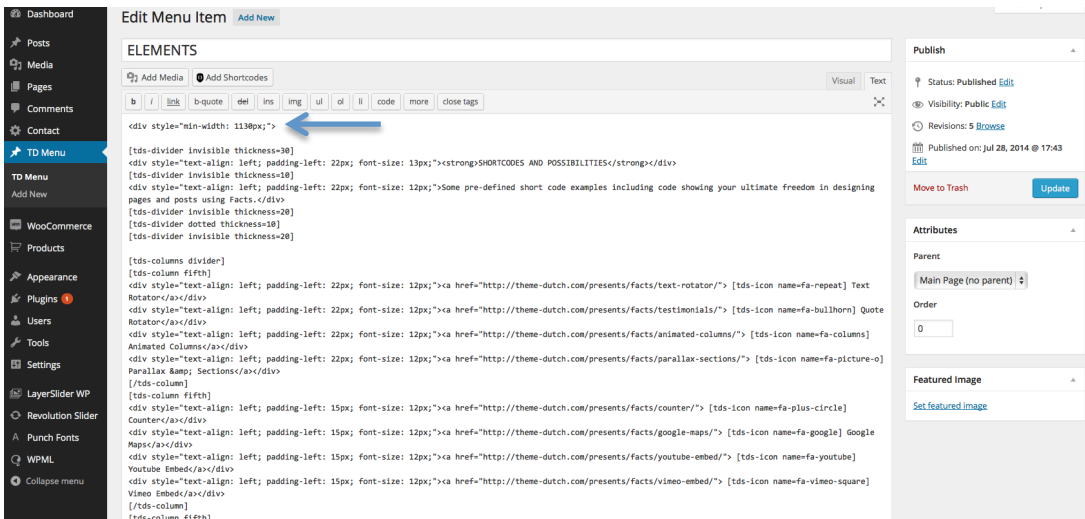 Dashboard
Posts
Media
Pages
Comments
Contact
TD Menu
TD Menu
Add New
WooCommerce
Products
Appearance
Plugins 1
Users
Tools
Settings
LayerSlider WP
Revolution Slider
Punch Fonts
WPML
Collapse menu
Edit Menu Item Add New
ELEMENTS
Add Media Add Shortcodes
Visual Text
b i link b-quote del ins img ul ol li code more close tags
<div style="min-width: 1130px;">
[tds-divider invisible thickness=30]
<div style="text-align: left; padding-left: 22px; font-size: 13px;"><strong>SHORTCODES AND POSSIBILITIES</strong></div>
[tds-divider invisible thickness=10]
<div style="text-align: left; padding-left: 22px; font-size: 12px;">Some pre-defined short code examples including code showing your ultimate freedom in designing
pages and posts using Facts.</div>
[tds-divider invisible thickness=20]
[tds-divider dotted thickness=10]
[tds-divider invisible thickness=20]
[tds-columns divider]
[tds-column fifth]
<div style="text-align: left; padding-left: 22px; font-size: 12px;"><a href="http://theme-dutch.com/presents/facts/text-rotator/"> [tds-icon name=fa-repeat] Text
Rotator</a></div>
<div style="text-align: left; padding-left: 22px; font-size: 12px;"><a href="http://theme-dutch.com/presents/facts/testimonials/"> [tds-icon name=fa-bullhorn] Quote
Rotator</a></div>
<div style="text-align: left; padding-left: 22px; font-size: 12px;"><a href="http://theme-dutch.com/presents/facts/animated-columns/"> [tds-icon name=fa-columns]
Animated Columns</a></div>
<div style="text-align: left; padding-left: 22px; font-size: 12px;"><a href="http://theme-dutch.com/presents/facts/parallax-sections/"> [tds-icon name=fa-picture-o]
Parallax &amp; Sections</a></div>
[/tds-column]
[tds-column fifth]
<div style="text-align: left; padding-left: 15px; font-size: 12px;"><a href="http://theme-dutch.com/presents/facts/counter/"> [tds-icon name=fa-plus-circle]
Counter</a></div>
<div style="text-align: left; padding-left: 15px; font-size: 12px;"><a href="http://theme-dutch.com/presents/facts/google-maps/"> [tds-icon name=fa-google] Google
Maps</a></div>
<div style="text-align: left; padding-left: 15px; font-size: 12px;"><a href="http://theme-dutch.com/presents/facts/youtube-embed/"> [tds-icon name=fa-youtube]
Youtube Embed</a></div>
<div style="text-align: left; padding-left: 15px; font-size: 12px;"><a href="http://theme-dutch.com/presents/facts/vimeo-embed/"> [tds-icon name=fa-vimeo-square]
Vimeo Embed</a></div>
[/tds-column]
[tds-column fifth]
Publish
Status: Published Edit
Visibility: Public Edit
Revisions: 5 Browse
Published on: Jul 28, 2014 @ 17:43
Edit
Move to Trash Update
Attributes
Parent
Main Page (no parent)
Order
0
Featured Image
Set featured image